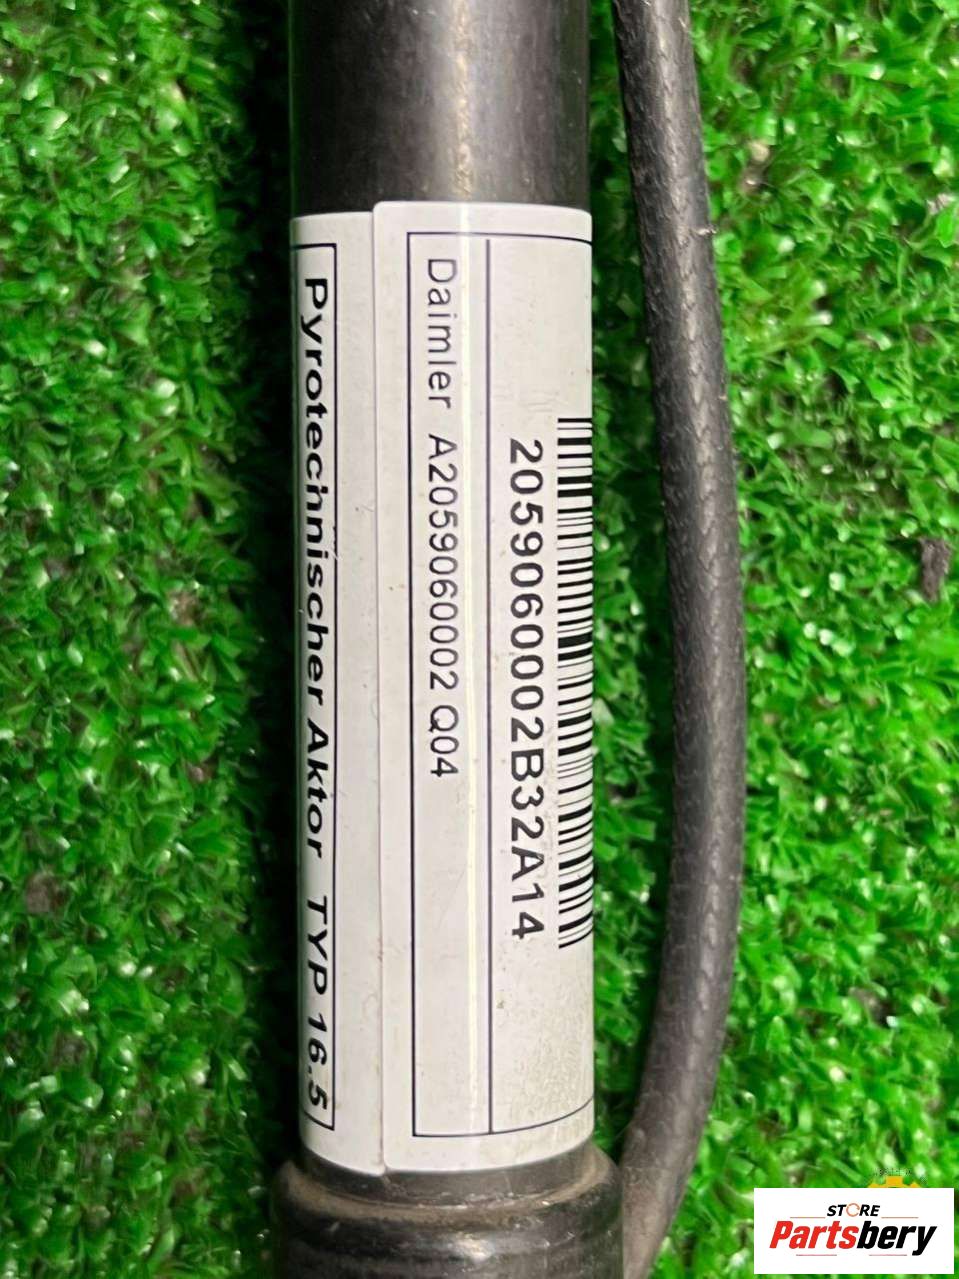 2059060002B32A14
Daimler A2059060002 Q04
Pyrotechnischer Aktor TYP 16.5
STORE
Partsbery